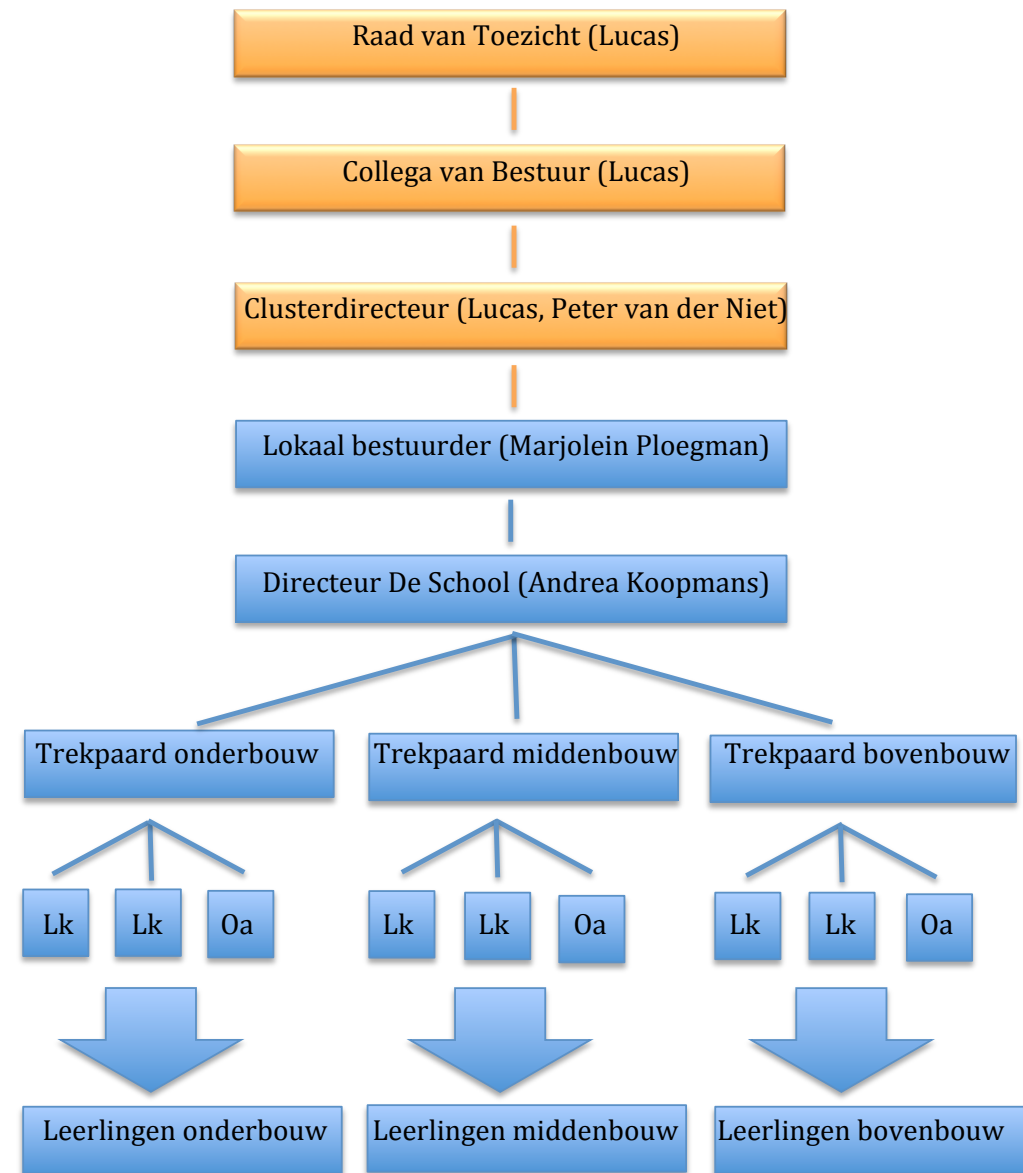 Raad van Toezicht (Lucas)
Collega van Bestuur (Lucas)
Clusterdirecteur (Lucas, Peter van der Niet)
Lokaal bestuurder (Marjolein Ploegman)
Directeur De School (Andrea Koopmans)
Trekpaard onderbouw Trekpaard middenbouw Trekpaard bovenbouw
Lk Lk Oa Lk Lk Oa Lk Lk Oa
Leerlingen onderbouw Leerlingen middenbouw Leerlingen bovenbouw